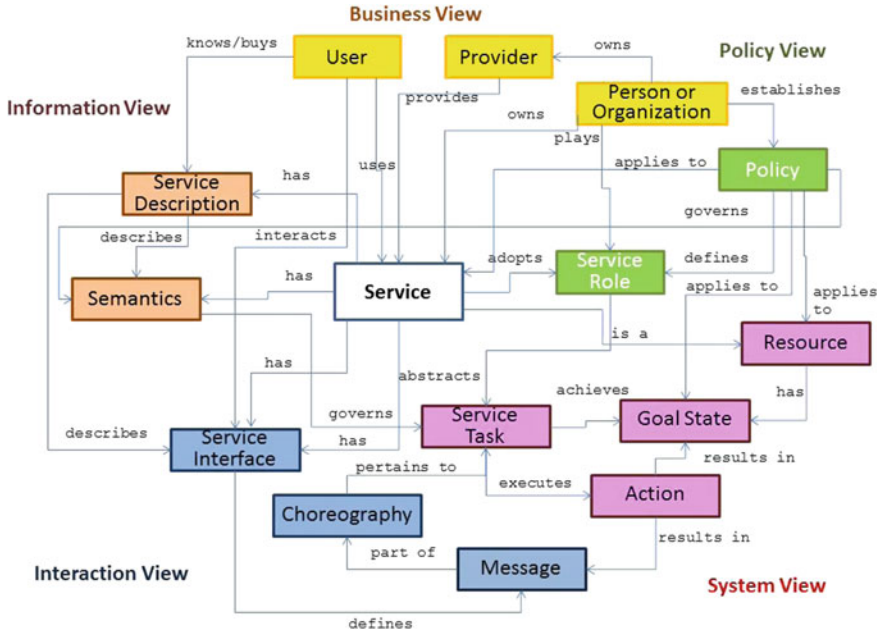 Business View
knows/buys
User
Provider
owns
Policy View
Information View
provides
Person or
Organization
establishes
owns
plays
uses
applies to
Policy
has
Service
Description
governs
describes
interacts
adopts
Service
Role
defines
Semantics
has
Service
applies to
applies
to
is a
Resource
has
abstracts
achieves
has
governs
Service
Task
Goal State
describes
Service
Interface
has
results in
pertains to
executes
Action
Choreography
results in
part of
Message
Interaction View
System View
defines